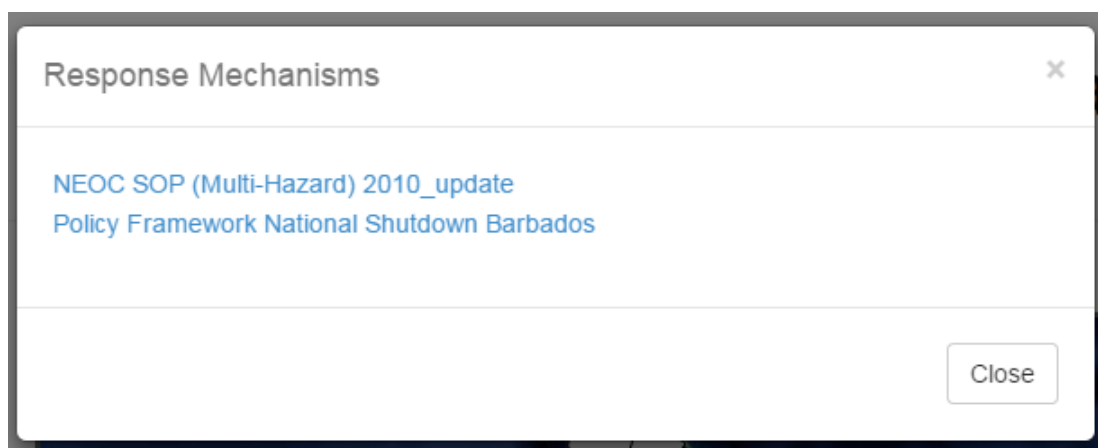 Response Mechanisms ×
NEOC SOP (Multi-Hazard) 2010_update
Policy Framework National Shutdown Barbados
Close